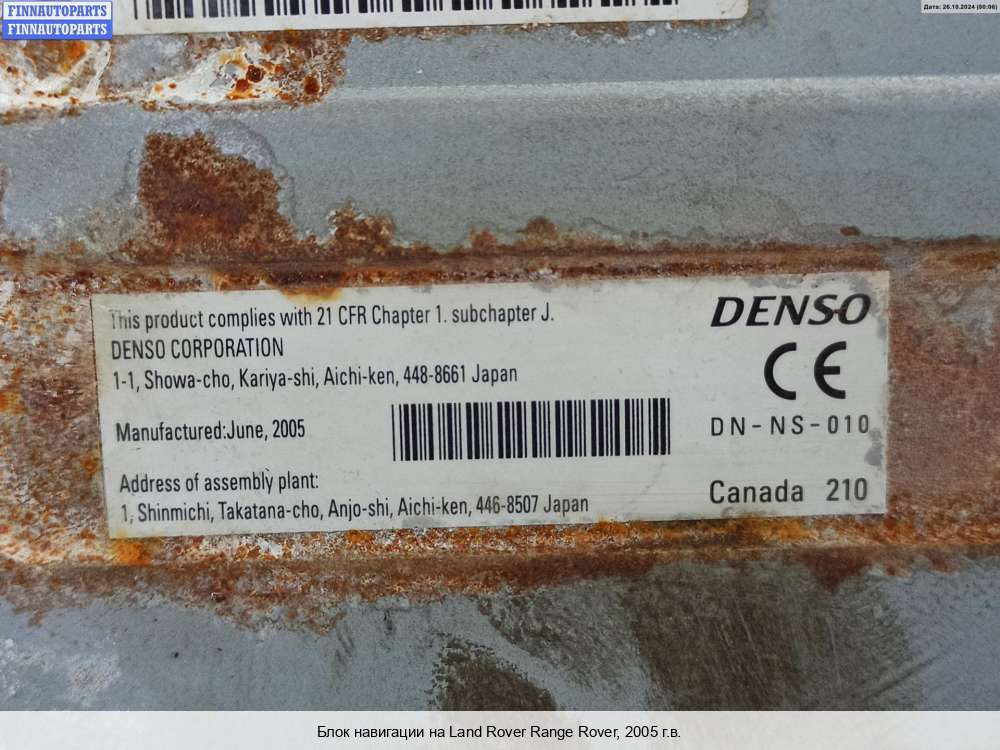 FINNAUTOPARTS
FINNAUTOPARTS
Дата: 26.10.2024 (00:06)
This product complies with 21 CFR Chapter 1. subchapter J.
DENSO CORPORATION
1-1, Showa-cho, Kariya-shi, Aichi-ken, 448-8661 Japan
Manufactured:June, 2005
Address of assembly plant:
1, Shinmichi, Takatana-cho, Anjo-shi, Aichi-ken, 446-8507 Japan
DENSO
CE
DN-NS-010
Canada 210
Блок навигации на Land Rover Range Rover, 2005 г.в.